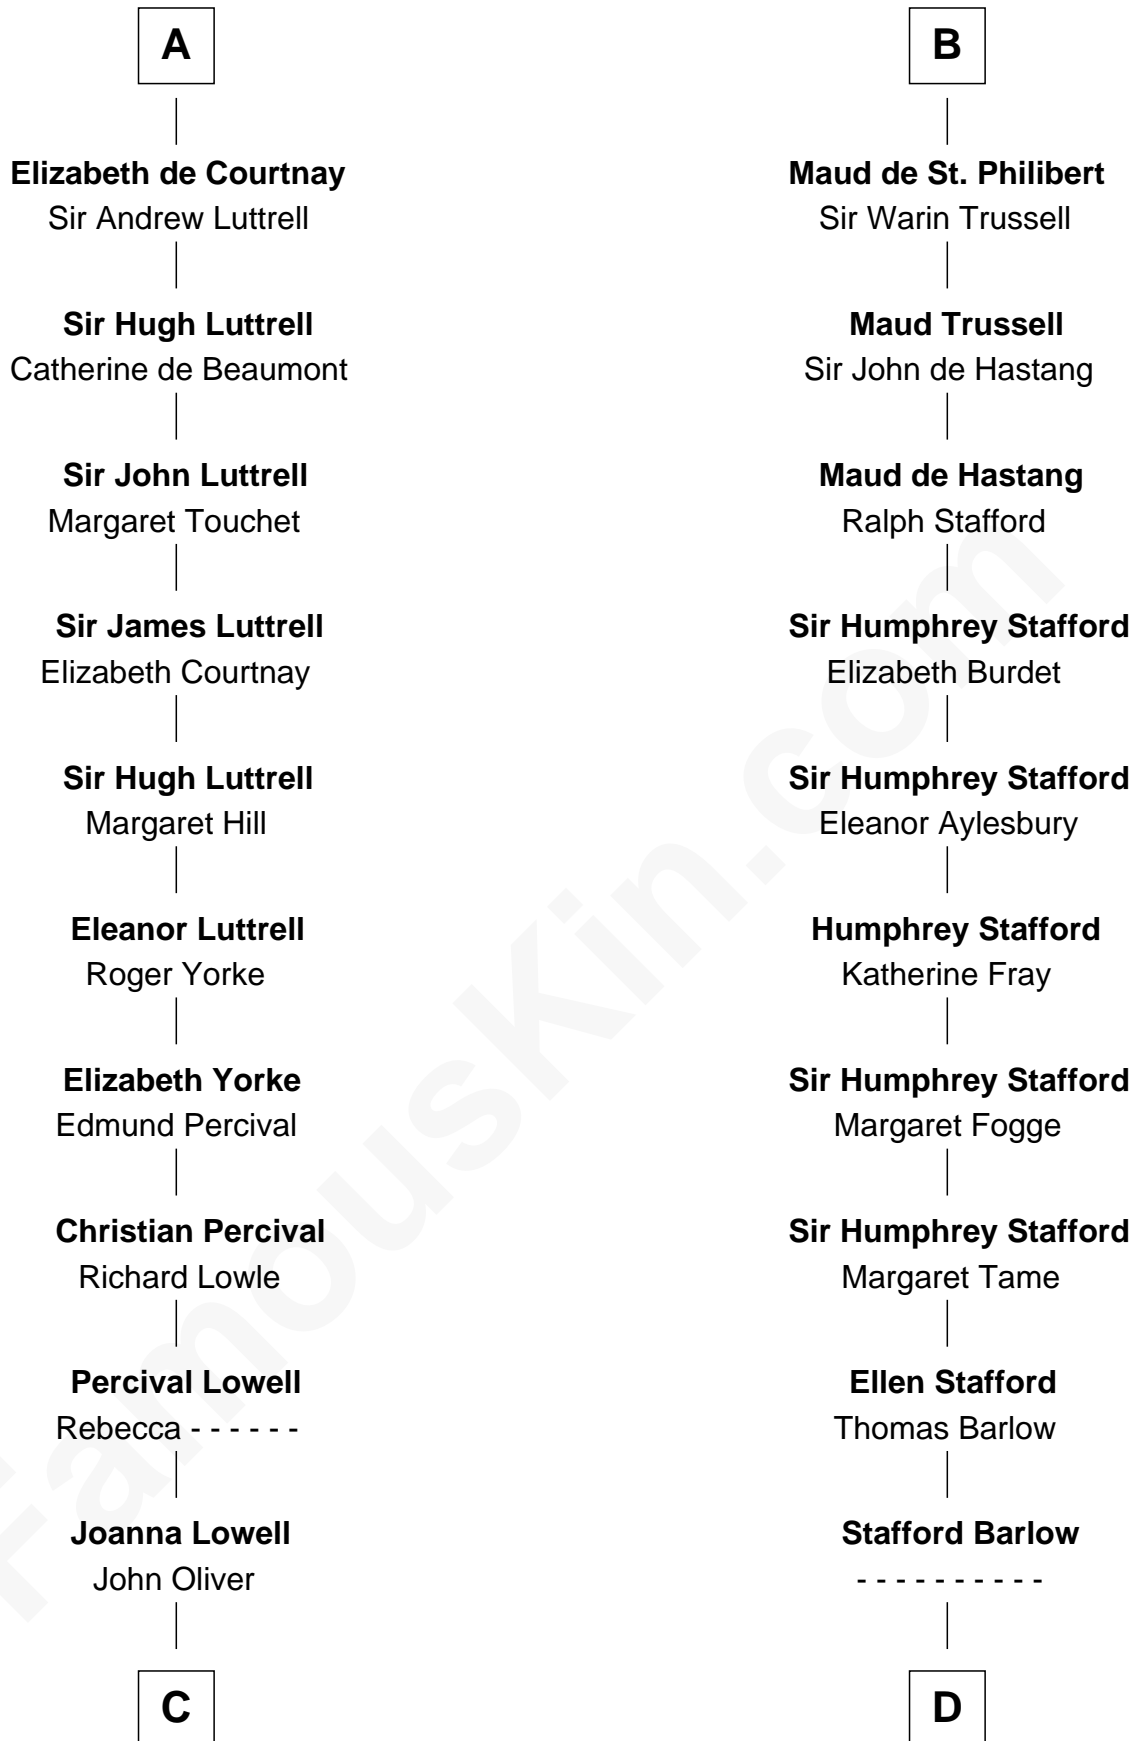 A
Elizabeth de Courtnay
Sir Andrew Luttrell
Sir Hugh Luttrell
Catherine de Beaumont
Sir John Luttrell
Margaret Touchet
Sir James Luttrell
Elizabeth Courtnay
Sir Hugh Luttrell
Margaret Hill
Eleanor Luttrell
Roger Yorke
Elizabeth Yorke
Edmund Percival
Christian Percival
Richard Lowle
Percival Lowell
Rebecca - - - - - -
Joanna Lowell
John Oliver
C
B
Maud de St. Philibert
Sir Warin Trussell
Maud Trussell
Sir John de Hastang
Maud de Hastang
Ralph Stafford
Sir Humphrey Stafford
Elizabeth Burdet
Sir Humphrey Stafford
Eleanor Aylesbury
Humphrey Stafford
Katherine Fray
Sir Humphrey Stafford
Margaret Fogge
Sir Humphrey Stafford
Margaret Tame
Ellen Stafford
Thomas Barlow
Stafford Barlow
- - - - - - - - - -
D
FamousKin.com